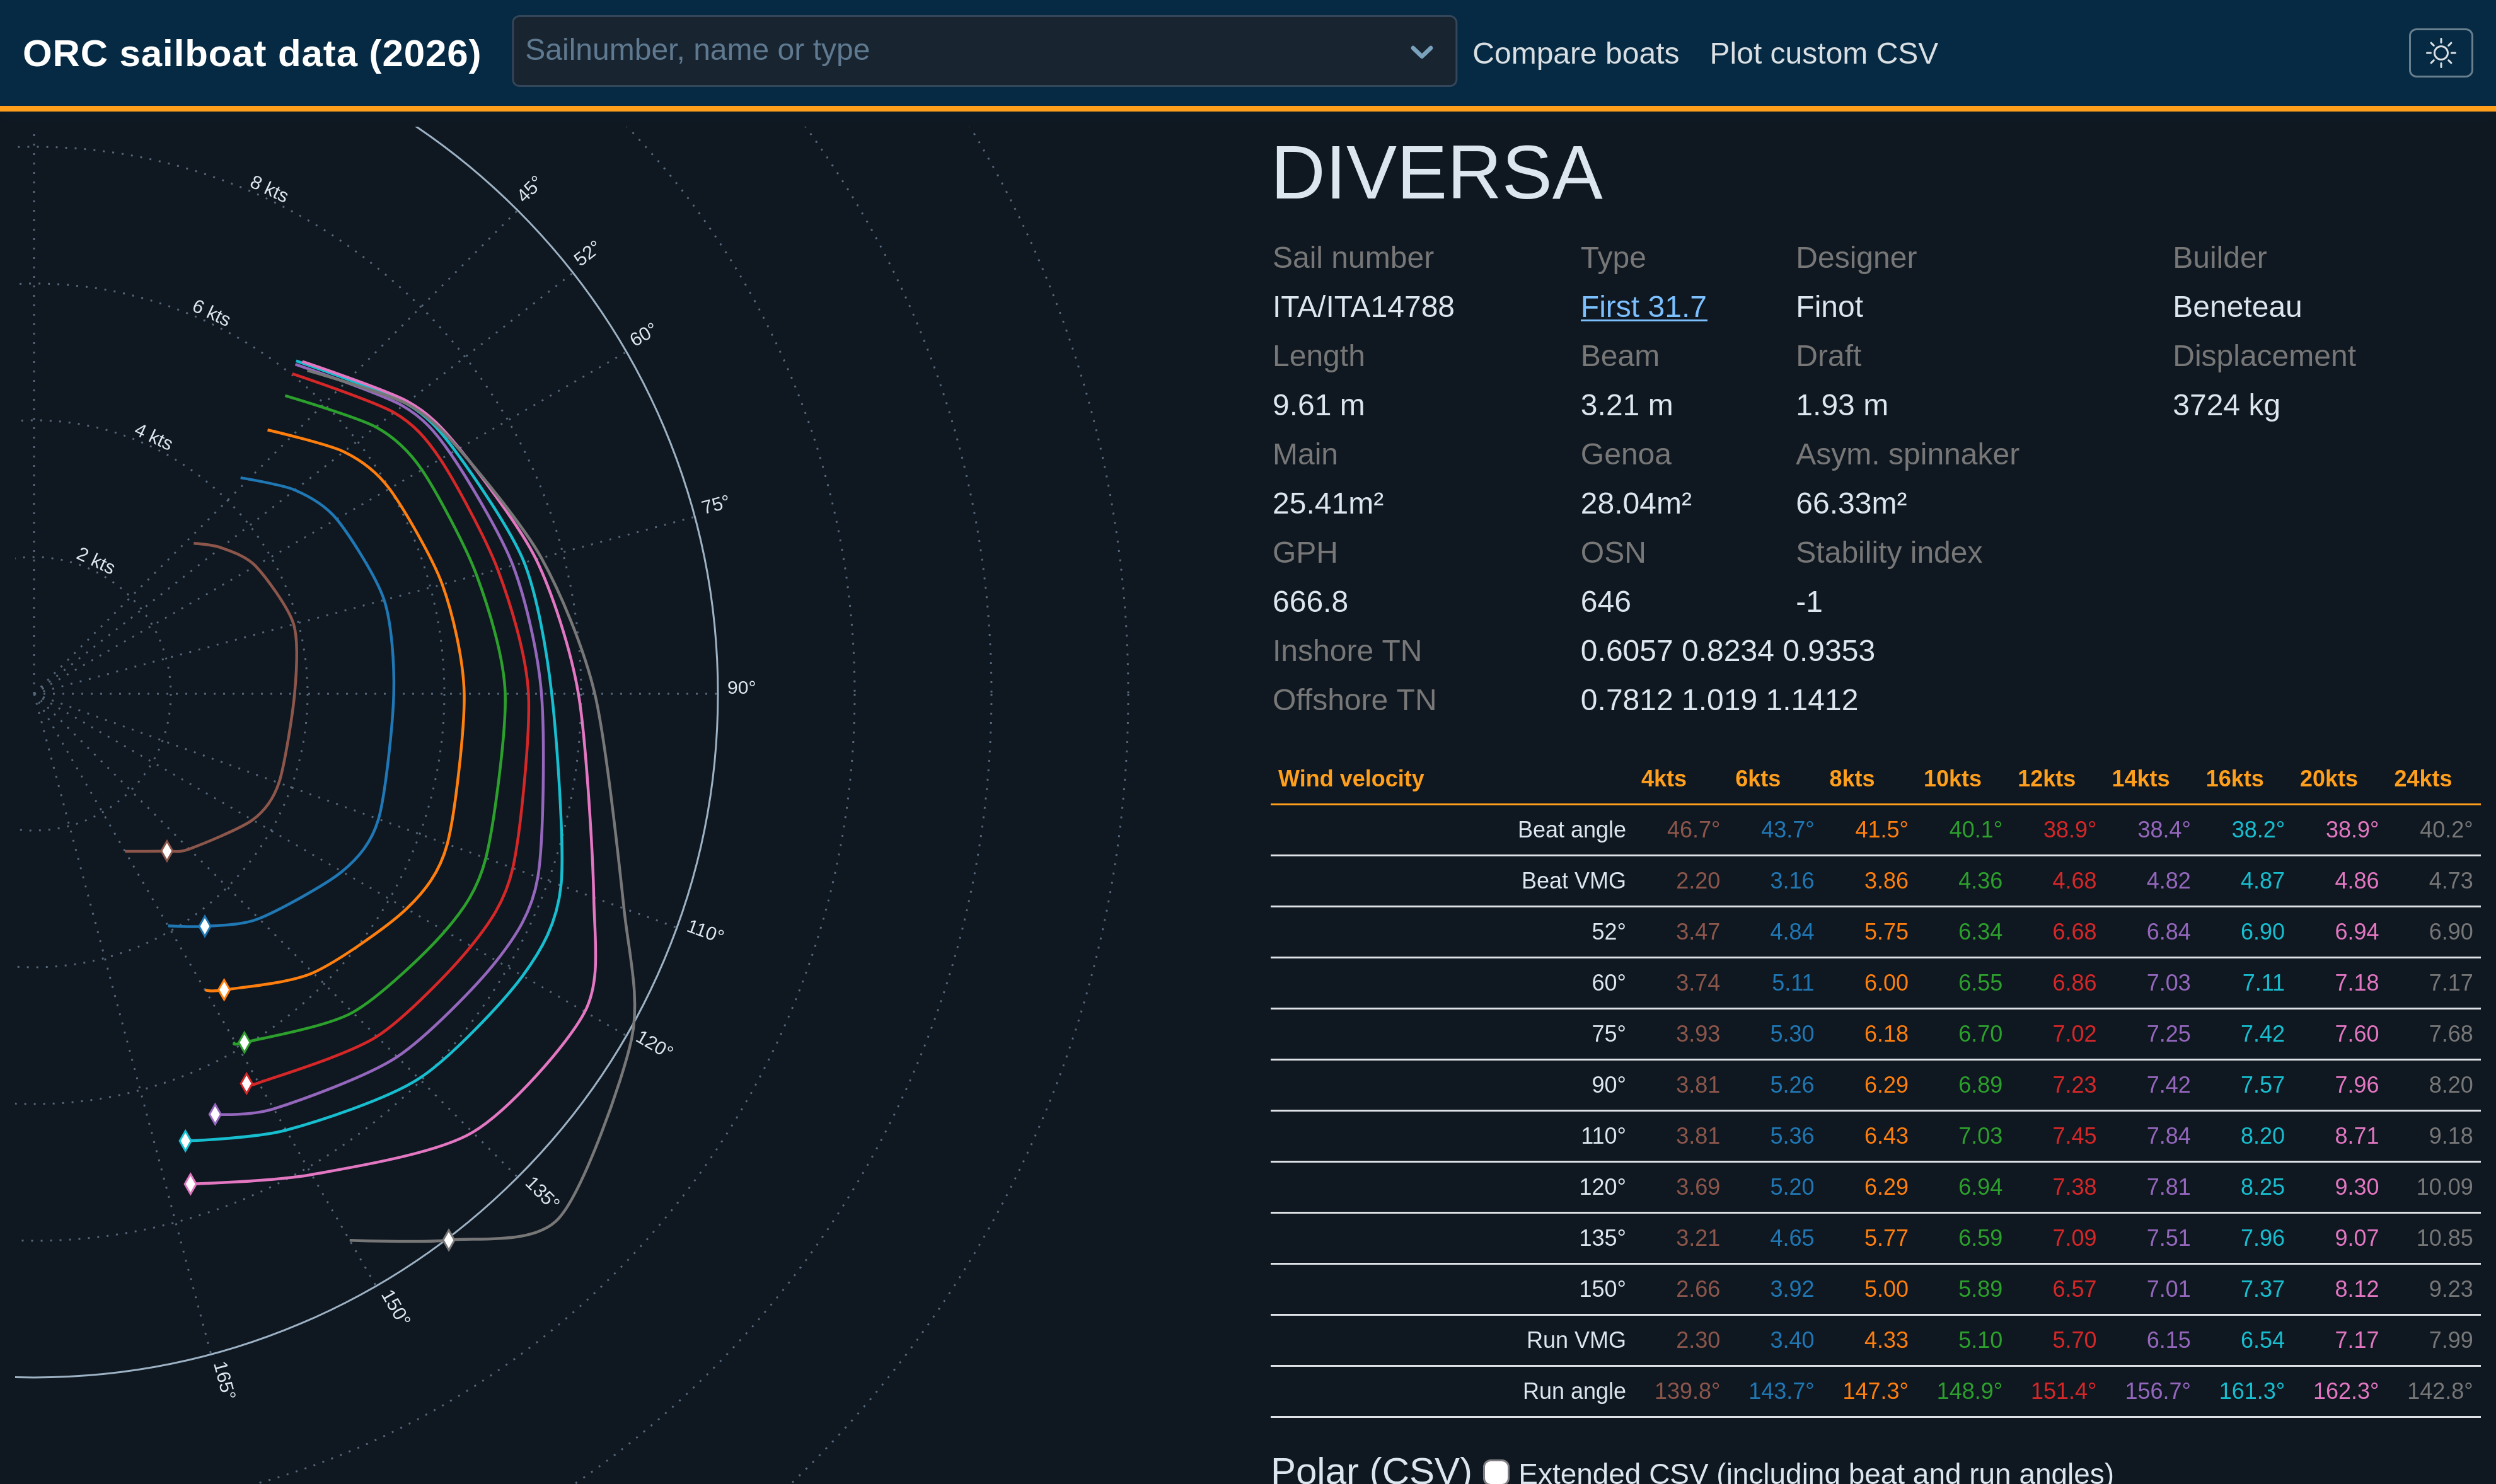 ORC sailboat data (2026) Sailnumber, name or type Compare boats Plot custom CSV
8 kts
6 kts
4 kts
2 kts
45°
52°
60°
75°
90°
110°
120°
135°
150°
165°
DIVERSA
Sail number Type Designer Builder
ITA/ITA14788 First 31.7 Finot Beneteau
Length Beam Draft Displacement
9.61 m 3.21 m 1.93 m 3724 kg
Main Genoa Asym. spinnaker
25.41m² 28.04m² 66.33m²
GPH OSN Stability index
666.8 646 -1
Inshore TN 0.6057 0.8234 0.9353
Offshore TN 0.7812 1.019 1.1412
Wind velocity 4kts 6kts 8kts 10kts 12kts 14kts 16kts 20kts 24kts
Beat angle 46.7° 43.7° 41.5° 40.1° 38.9° 38.4° 38.2° 38.9° 40.2°
Beat VMG 2.20 3.16 3.86 4.36 4.68 4.82 4.87 4.86 4.73
52° 3.47 4.84 5.75 6.34 6.68 6.84 6.90 6.94 6.90
60° 3.74 5.11 6.00 6.55 6.86 7.03 7.11 7.18 7.17
75° 3.93 5.30 6.18 6.70 7.02 7.25 7.42 7.60 7.68
90° 3.81 5.26 6.29 6.89 7.23 7.42 7.57 7.96 8.20
110° 3.81 5.36 6.43 7.03 7.45 7.84 8.20 8.71 9.18
120° 3.69 5.20 6.29 6.94 7.38 7.81 8.25 9.30 10.09
135° 3.21 4.65 5.77 6.59 7.09 7.51 7.96 9.07 10.85
150° 2.66 3.92 5.00 5.89 6.57 7.01 7.37 8.12 9.23
Run VMG 2.30 3.40 4.33 5.10 5.70 6.15 6.54 7.17 7.99
Run angle 139.8° 143.7° 147.3° 148.9° 151.4° 156.7° 161.3° 162.3° 142.8°
Polar (CSV) Extended CSV (including beat and run angles)